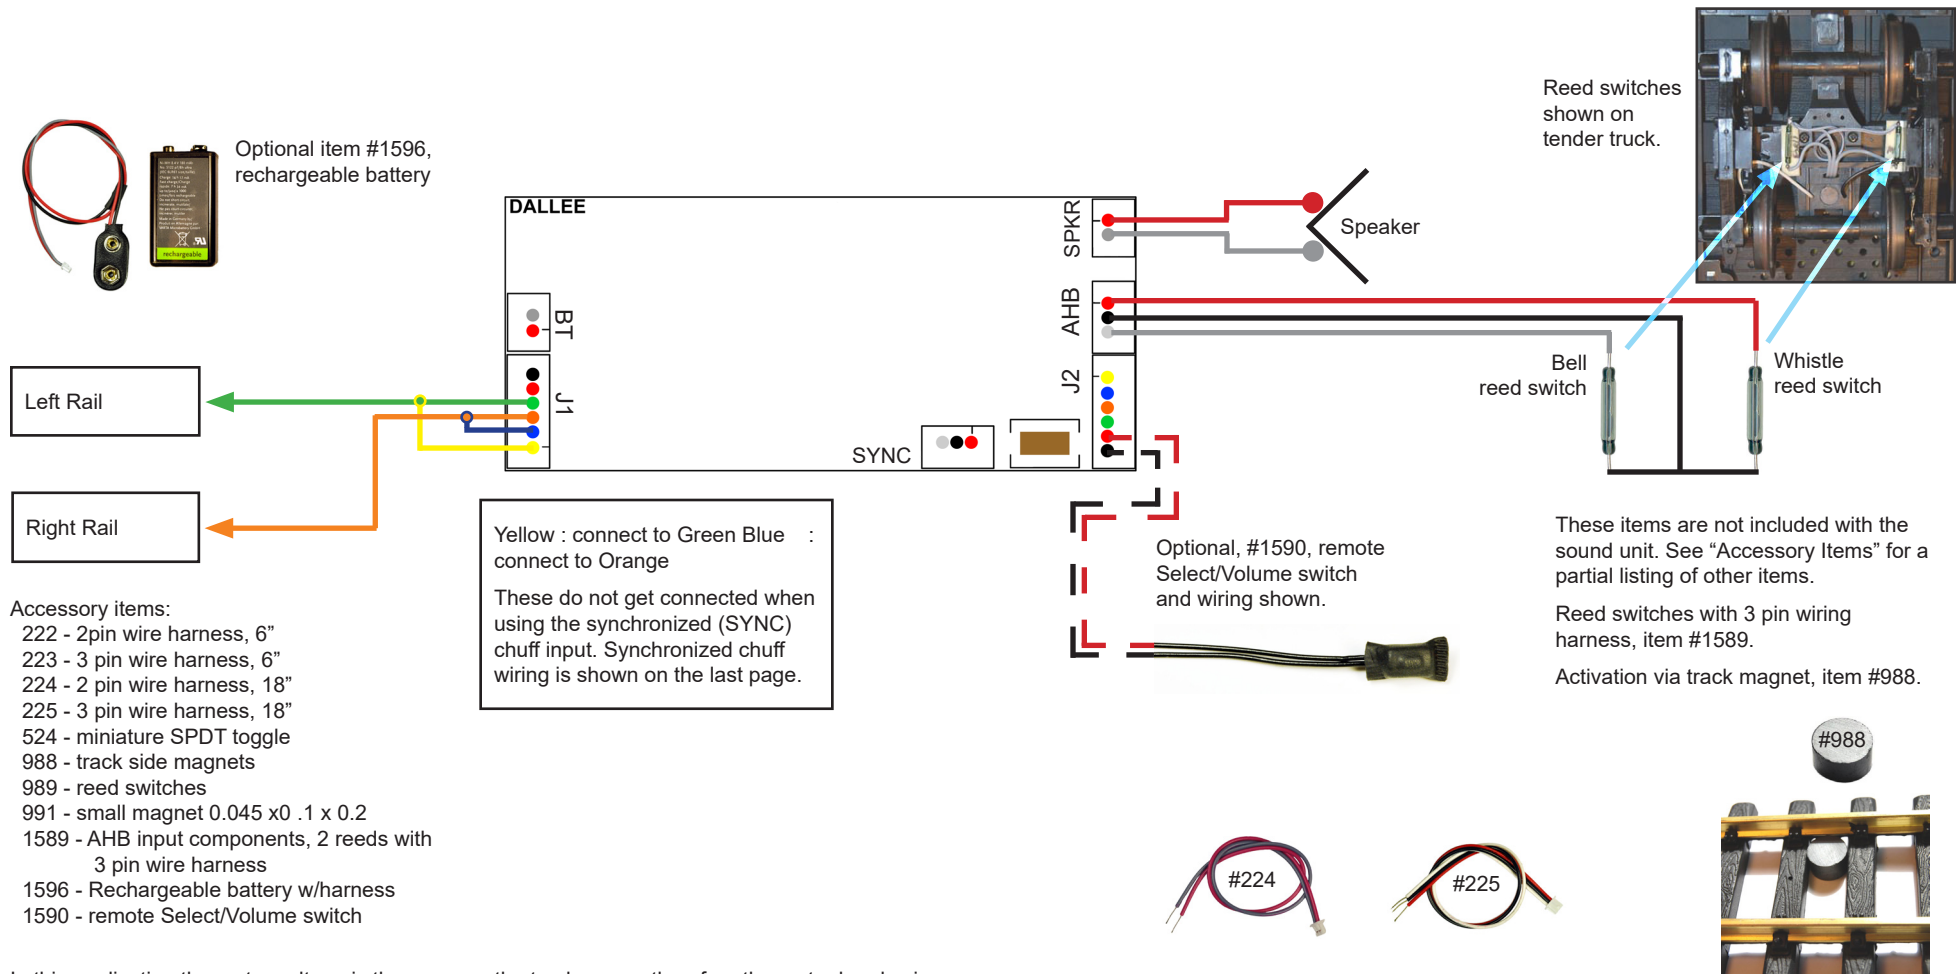 Optional item #1596,
rechargeable battery
rechargeable
DALLEE
SPKR
Speaker
Reed switches
shown on
tender truck.
BT
AHB
J1
J2
SYNC
Left Rail
Right Rail
Bell
reed switch
Whistle
reed switch
Yellow : connect to Green Blue :
connect to Orange
These do not get connected when
using the synchronized (SYNC)
chuff input. Synchronized chuff
wiring is shown on the last page.
Optional, #1590, remote
Select/Volume switch
and wiring shown.
These items are not included with the
sound unit. See “Accessory Items” for a
partial listing of other items.
Reed switches with 3 pin wiring
harness, item #1589.
Activation via track magnet, item #988.
Accessory items:
222 - 2pin wire harness, 6”
223 - 3 pin wire harness, 6”
224 - 2 pin wire harness, 18”
225 - 3 pin wire harness, 18”
524 - miniature SPDT toggle
988 - track side magnets
989 - reed switches
991 - small magnet 0.045 x0 .1 x 0.2
1589 - AHB input components, 2 reeds with
3 pin wire harness
1596 - Rechargeable battery w/harness
1590 - remote Select/Volume switch
#988
#224
#225